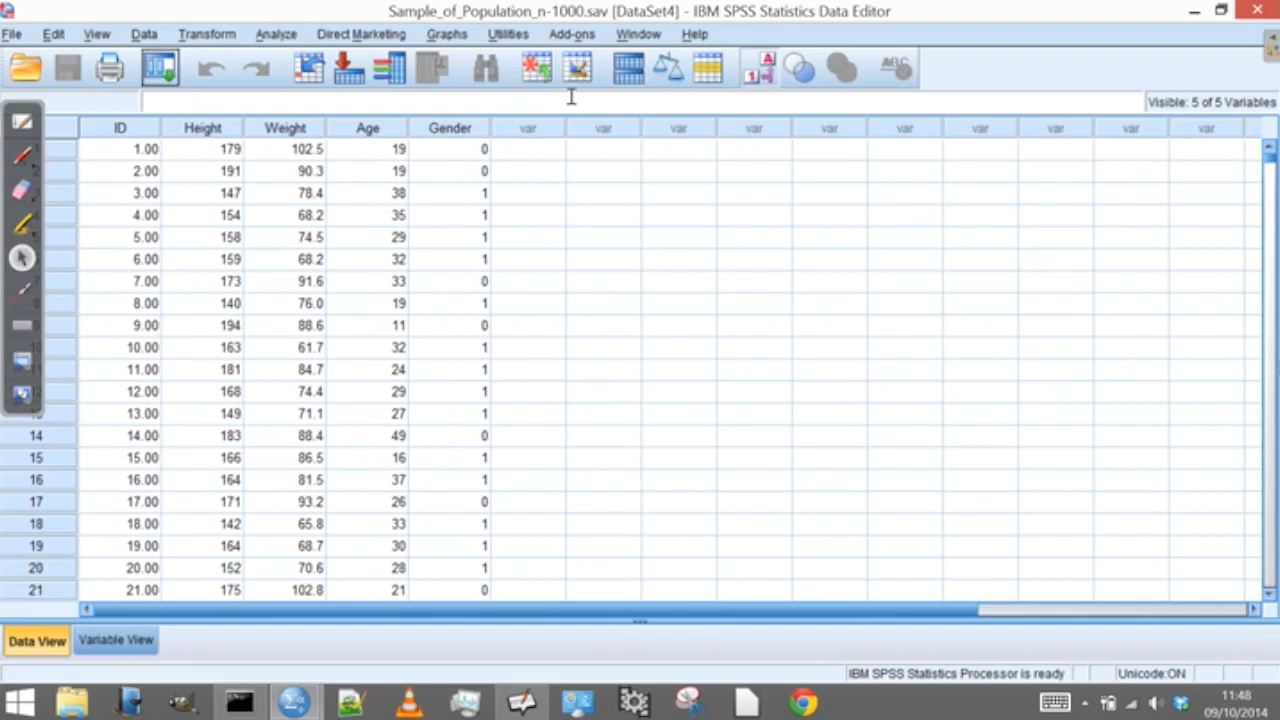 Sample_of_Population_n-1000.sav [DataSet4] - IBM SPSS Statistics Data Editor
File Edit View Data Transform Analyze Direct Marketing Graphs Utilities Add-ons Window Help
Visible: 5 of 5 Variables
ID Height Weight Age Gender var var var var var var var var var var
1.00 179 102.5 19 0
2.00 191 90.3 19 0
3.00 147 78.4 38 1
4.00 154 68.2 35 1
5.00 158 74.5 29 1
6.00 159 68.2 32 1
7.00 173 91.6 33 0
8.00 140 76.0 19 1
9.00 194 88.6 11 0
10.00 163 61.7 32 1
11.00 181 84.7 24 1
12.00 168 74.4 29 1
13.00 149 71.1 27 1
14 14.00 183 88.4 49 0
15 15.00 166 86.5 16 1
16 16.00 164 81.5 37 1
17 17.00 171 93.2 26 0
18 18.00 142 65.8 33 1
19 19.00 164 68.7 30 1
20 20.00 152 70.6 28 1
21 21.00 175 102.8 21 0
Data View Variable View
IBM SPSS Statistics Processor is ready Unicode:ON
11:48
09/10/2014